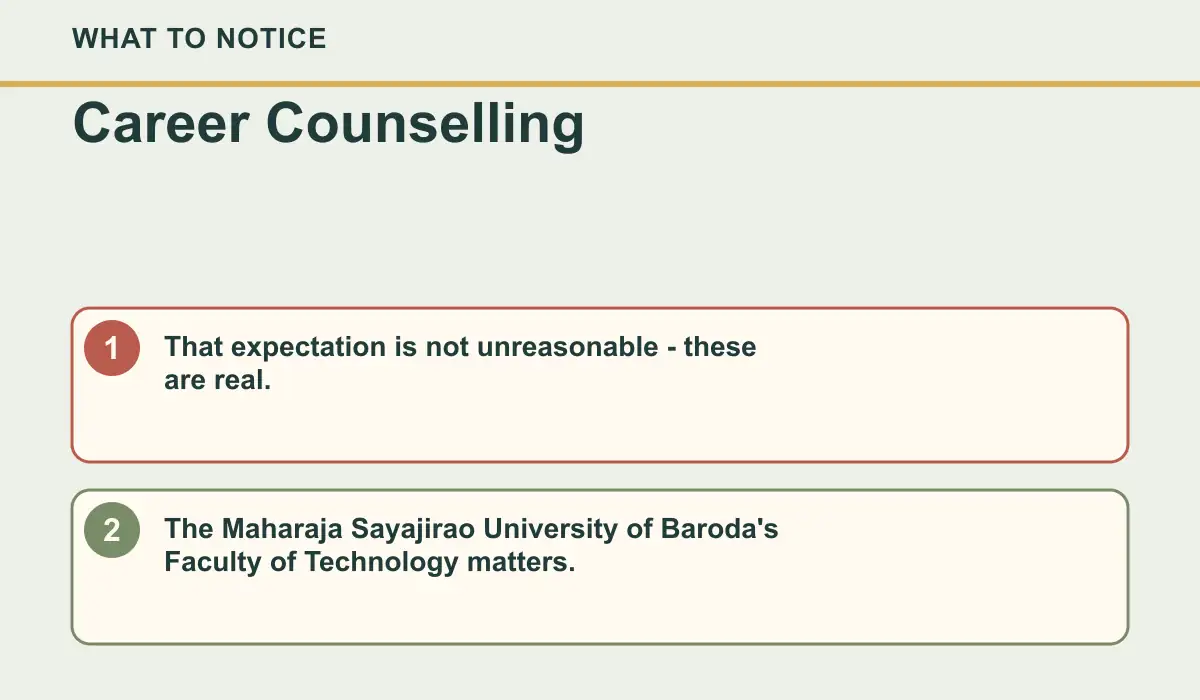 WHAT TO NOTICE
Career Counselling
1
That expectation is not unreasonable - these
are real.
2
The Maharaja Sayajirao University of Baroda's
Faculty of Technology matters.